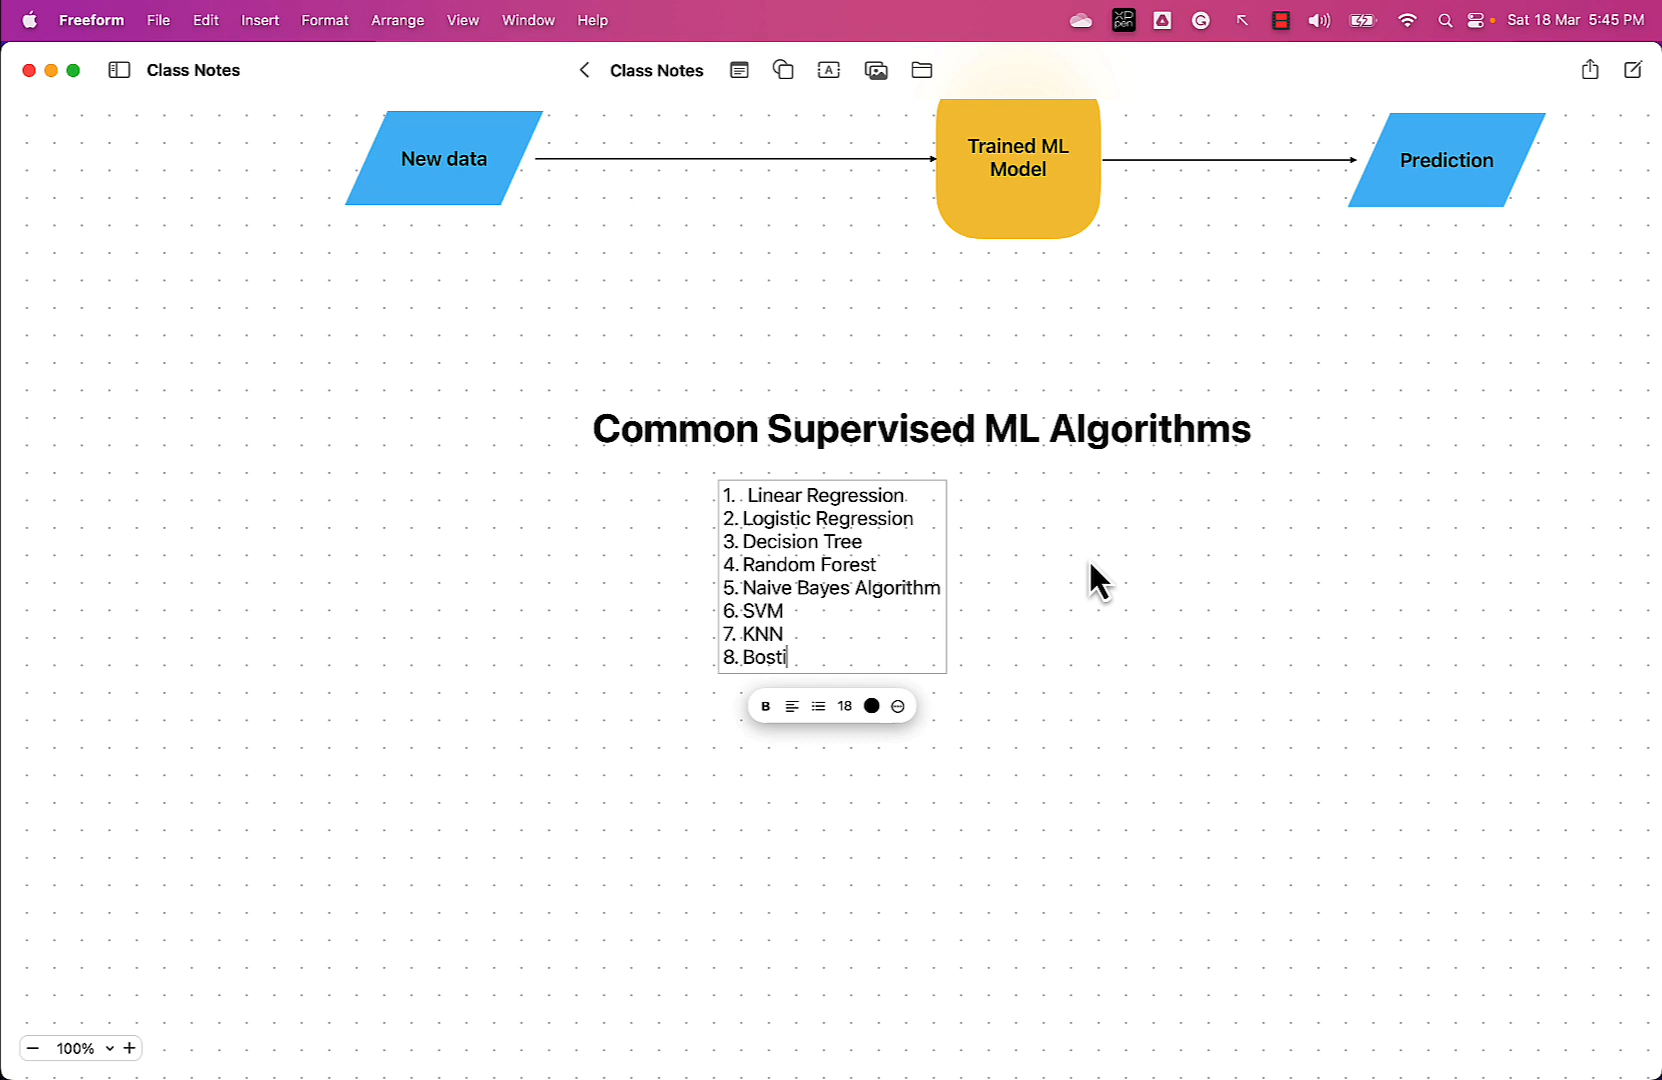 Freeform File Edit Insert Format Arrange View Window Help Sat 18 Mar 5:45 PM
Class Notes
Class Notes
New data
Trained ML
Model
Prediction
Common Supervised ML Algorithms
1. Linear Regression
2. Logistic Regression
3. Decision Tree
4. Random Forest
5. Naive Bayes Algorithm
6. SVM
7. KNN
8. Bosti
B 18
100%